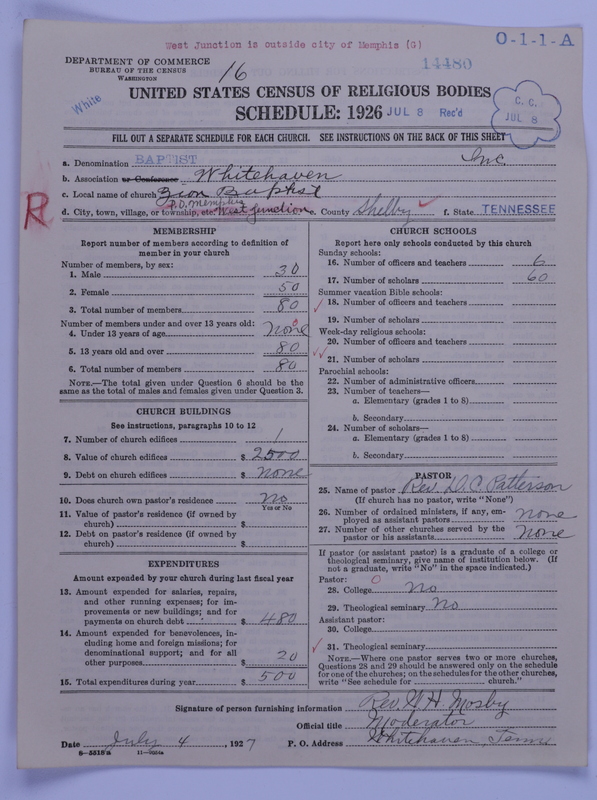 West Junction is outside city of Memphis (G)
O-1-1-A
DEPARTMENT OF COMMERCE
BUREAU OF THE CENSUS
WASHINGTON
16
14480
White
UNITED STATES CENSUS OF RELIGIOUS BODIES
SCHEDULE: 1926 JUL 8 Rec'd
C. C.
JUL 8
FILL OUT A SEPARATE SCHEDULE FOR EACH CHURCH. SEE INSTRUCTIONS ON THE BACK OF THIS SHEET
a. Denomination BAPTIST Inc.
b. Association or Conference Whitehaven
c. Local name of church Zion Baptist
P.O. Memphis
R
d. City, town, village, or township, etc. West Junction e. County Shelby f. State TENNESSEE
MEMBERSHIP
Report number of members according to definition of
member in your church
Number of members, by sex:
1. Male 30
2. Female 50
3. Total number of members 80
Number of members under and over 13 years old:
4. Under 13 years of age none 0
5. 13 years old and over 80
6. Total number of members 80
NOTE.—The total given under Question 6 should be the
same as the total of males and females given under Question 3.
CHURCH BUILDINGS
See instructions, paragraphs 10 to 12
7. Number of church edifices 1
8. Value of church edifices $ 2500
9. Debt on church edifices $ none
10. Does church own pastor's residence no
Yes or No
11. Value of pastor's residence (if owned by
church) $
12. Debt on pastor's residence (if owned by
church) $
EXPENDITURES
Amount expended by your church during last fiscal year
13. Amount expended for salaries, repairs,
and other running expenses; for im-
provements or new buildings; and for
payments on church debt $ 480
14. Amount expended for benevolences, in-
cluding home and foreign missions; for
denominational support; and for all
other purposes $ 20
15. Total expenditures during year $ 500
CHURCH SCHOOLS
Report here only schools conducted by this church
Sunday schools:
16. Number of officers and teachers 6
17. Number of scholars 60
Summer vacation Bible schools:
18. Number of officers and teachers
19. Number of scholars
Week-day religious schools:
20. Number of officers and teachers
21. Number of scholars
Parochial schools:
22. Number of administrative officers
23. Number of teachers—
a. Elementary (grades 1 to 8)
b. Secondary
24. Number of scholars—
a. Elementary (grades 1 to 8)
b. Secondary
PASTOR
25. Name of pastor Rev. D. C. Patterson
(If church has no pastor, write "None")
26. Number of ordained ministers, if any, em-
ployed as assistant pastors none
27. Number of other churches served by the
pastor or his assistants none
If pastor (or assistant pastor) is a graduate of a college or
theological seminary, give name of institution below. (If
not a graduate, write "No" in the space indicated.)
Pastor: 0
28. College No
29. Theological seminary No
Assistant pastor:
30. College
31. Theological seminary
NOTE.—Where one pastor serves two or more churches,
Questions 28 and 29 should be answered only on the schedule
for one of the churches; on the schedules for the other churches,
write "See schedule for church."
Signature of person furnishing information Rev. W. H. Mosby
Official title Moderator
Date July 4, 1927 P. O. Address Whitehaven, Tenn